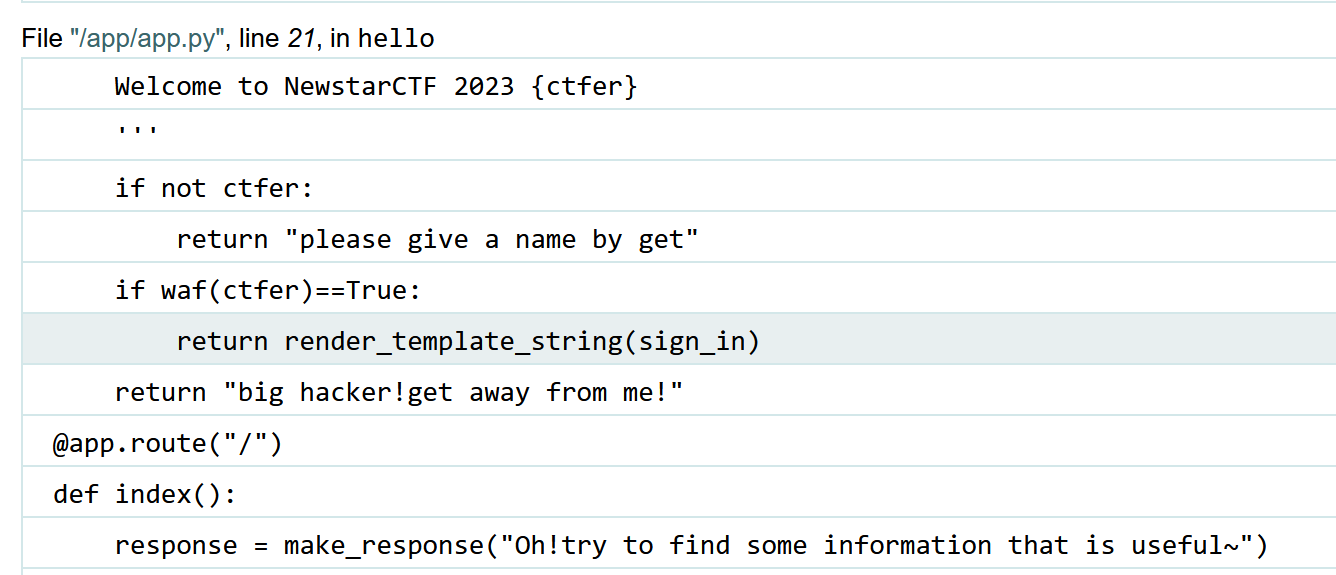 File "/app/app.py", line 21, in hello
    Welcome to NewstarCTF 2023 {ctfer}
    '''
    if not ctfer:
        return "please give a name by get"
    if waf(ctfer)==True:
        return render_template_string(sign_in)
    return "big hacker!get away from me!"
@app.route("/")
def index():
    response = make_response("Oh!try to find some information that is useful~")